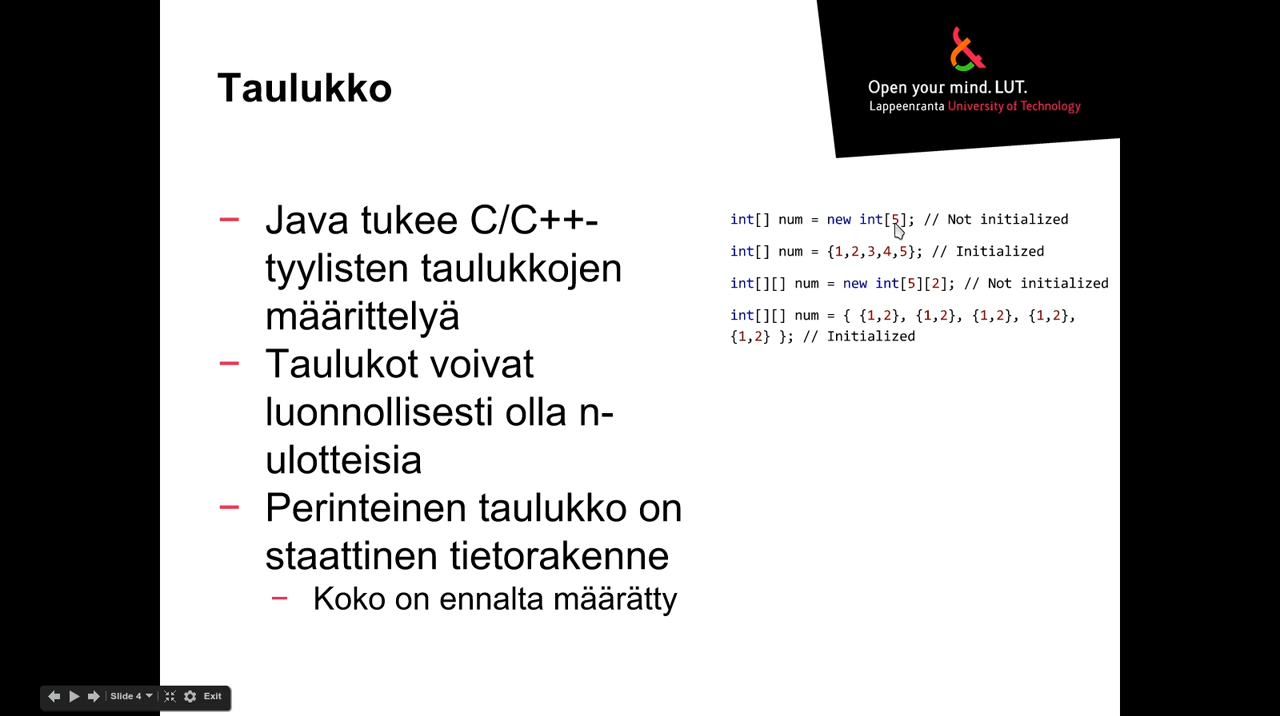 Taulukko
Open your mind. LUT.
Lappeenranta University of Technology
– Java tukee C/C++-
tyylisten taulukkojen
määrittelyä
– Taulukot voivat
luonnollisesti olla n-
ulotteisia
– Perinteinen taulukko on
staattinen tietorakenne
– Koko on ennalta määrätty
int[] num = new int[5]; // Not initialized
int[] num = {1,2,3,4,5}; // Initialized
int[][] num = new int[5][2]; // Not initialized
int[][] num = { {1,2}, {1,2}, {1,2}, {1,2},
{1,2} }; // Initialized
Slide 4 Exit